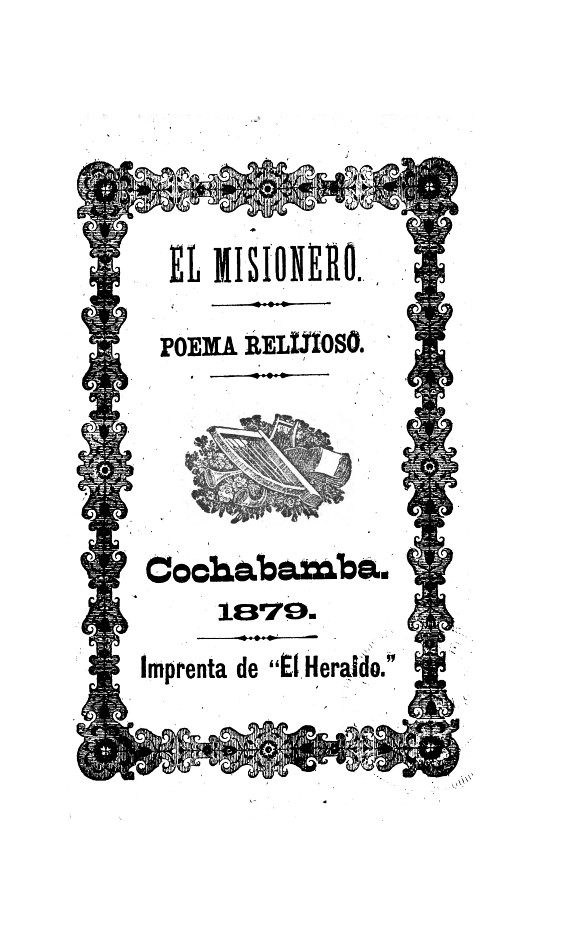 EL MISIONERO.
POEMA RELIJIOSO.
Cochabamba.
1879.
Imprenta de “El Heraldo.”